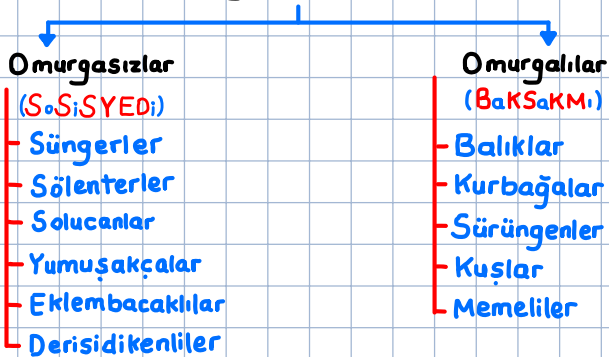 Omurgasızlar
(SoSiSYEDi)
Süngerler
Sölenterler
Solucanlar
Yumuşakçalar
Eklembacaklılar
Derisidikenliler
Omurgalılar
(BaKSaKMı)
Balıklar
Kurbağalar
Sürüngenler
Kuşlar
Memeliler